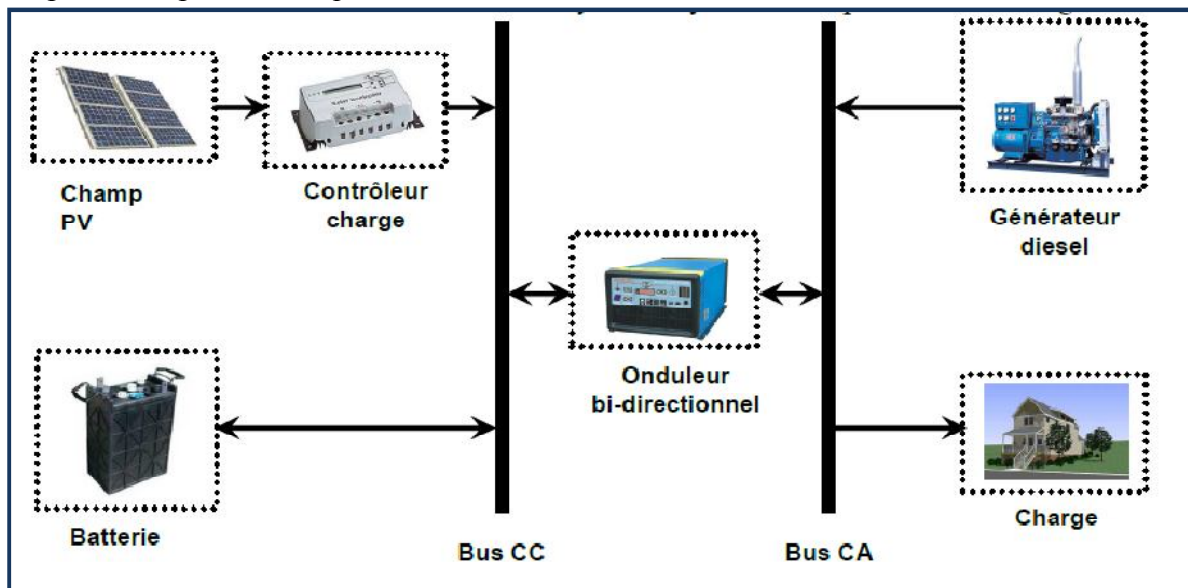 Champ
PV
Contrôleur
charge
Générateur
diesel
Onduleur
bi-directionnel
Batterie
Bus CC
Bus CA
Charge